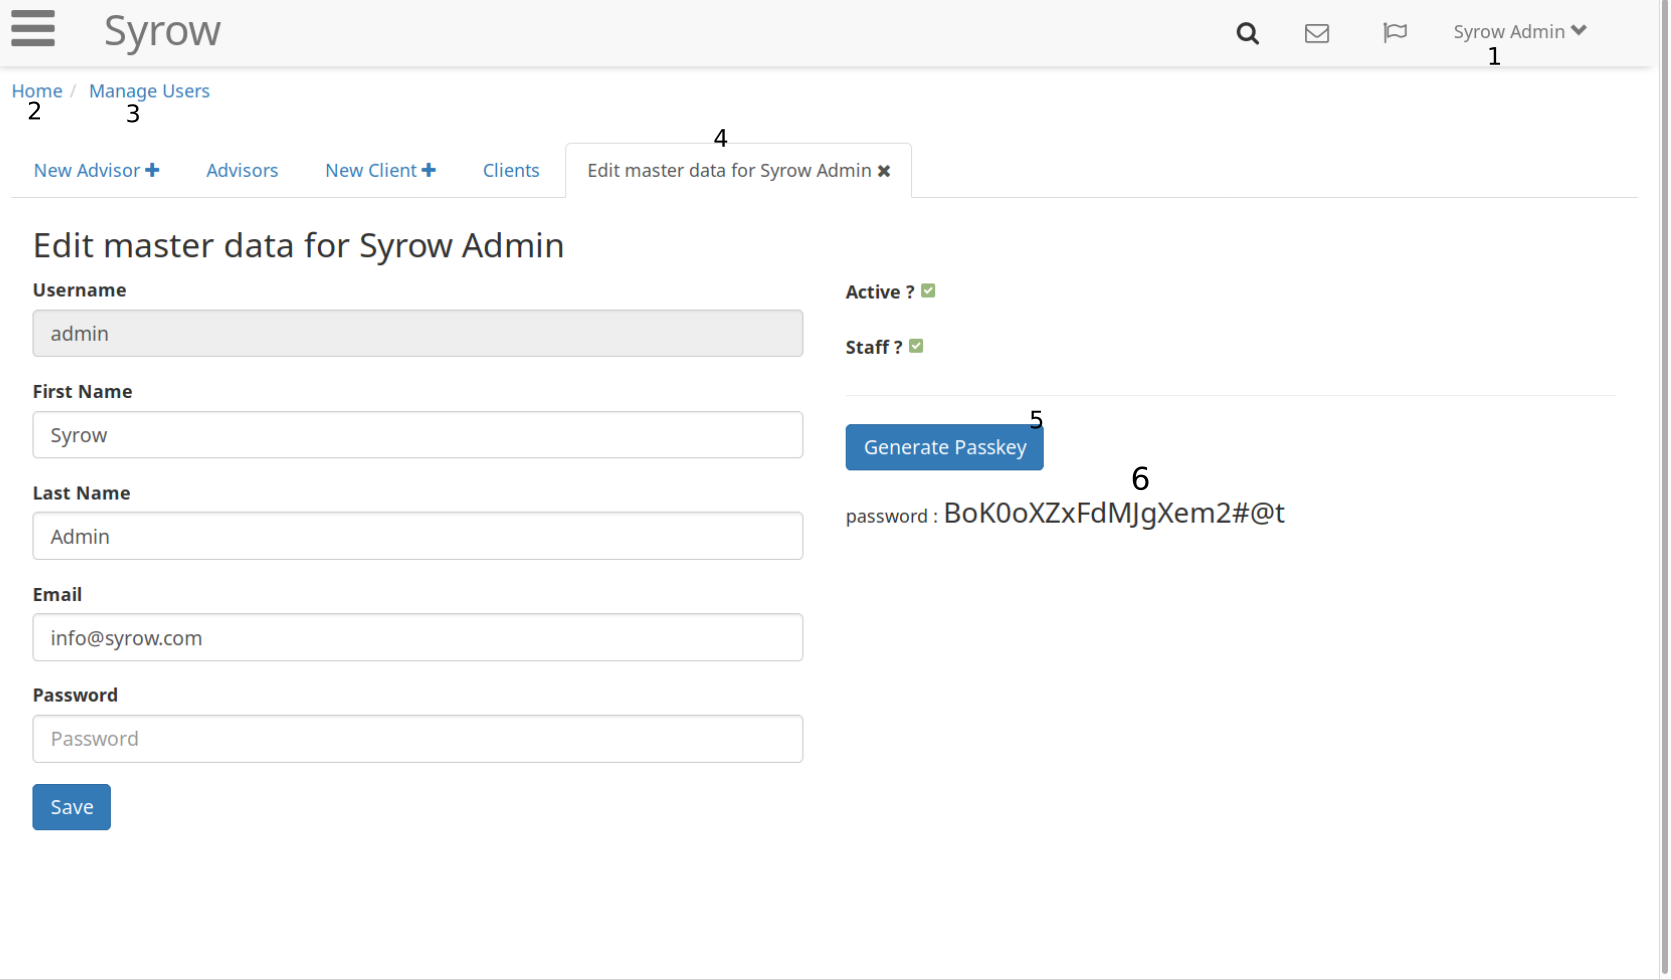 Syrow
Syrow Admin
1
Home / Manage Users
2
3
4
New Advisor + Advisors New Client + Clients Edit master data for Syrow Admin ✖
Edit master data for Syrow Admin
Username
admin
First Name
Syrow
Last Name
Admin
Email
info@syrow.com
Password
Password
Save
Active ?
Staff ?
5
Generate Passkey
6
password : BoK0oXZxFdMJgXem2#@t